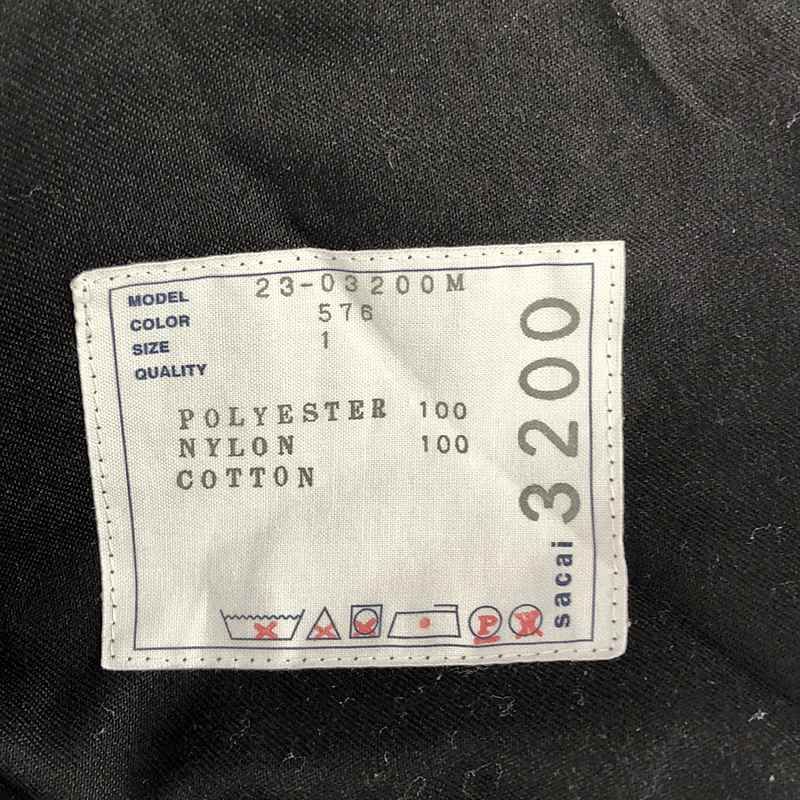 MODEL 23-03200M
COLOR 576
SIZE 1
QUALITY
POLYESTER 100
NYLON 100
COTTON
P
W
sacai 3200